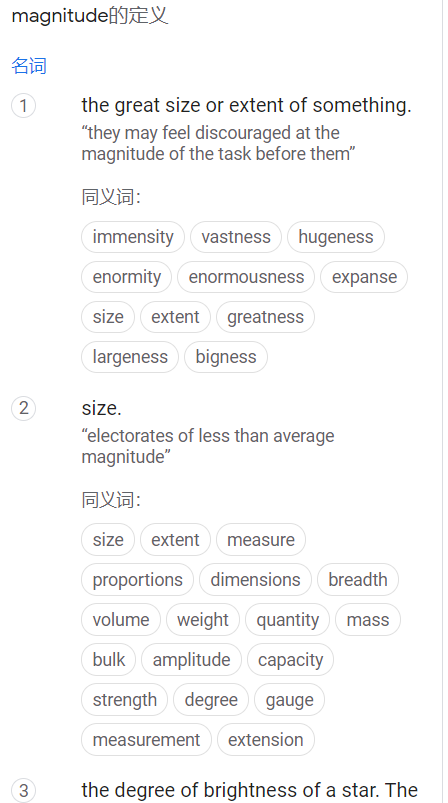 magnitude的定义
名词
1 the great size or extent of something.
“they may feel discouraged at the
magnitude of the task before them”
同义词：
immensity vastness hugeness
enormity enormousness expanse
size extent greatness
largeness bigness
2 size.
“electorates of less than average
magnitude”
同义词：
size extent measure
proportions dimensions breadth
volume weight quantity mass
bulk amplitude capacity
strength degree gauge
measurement extension
3 the degree of brightness of a star. The